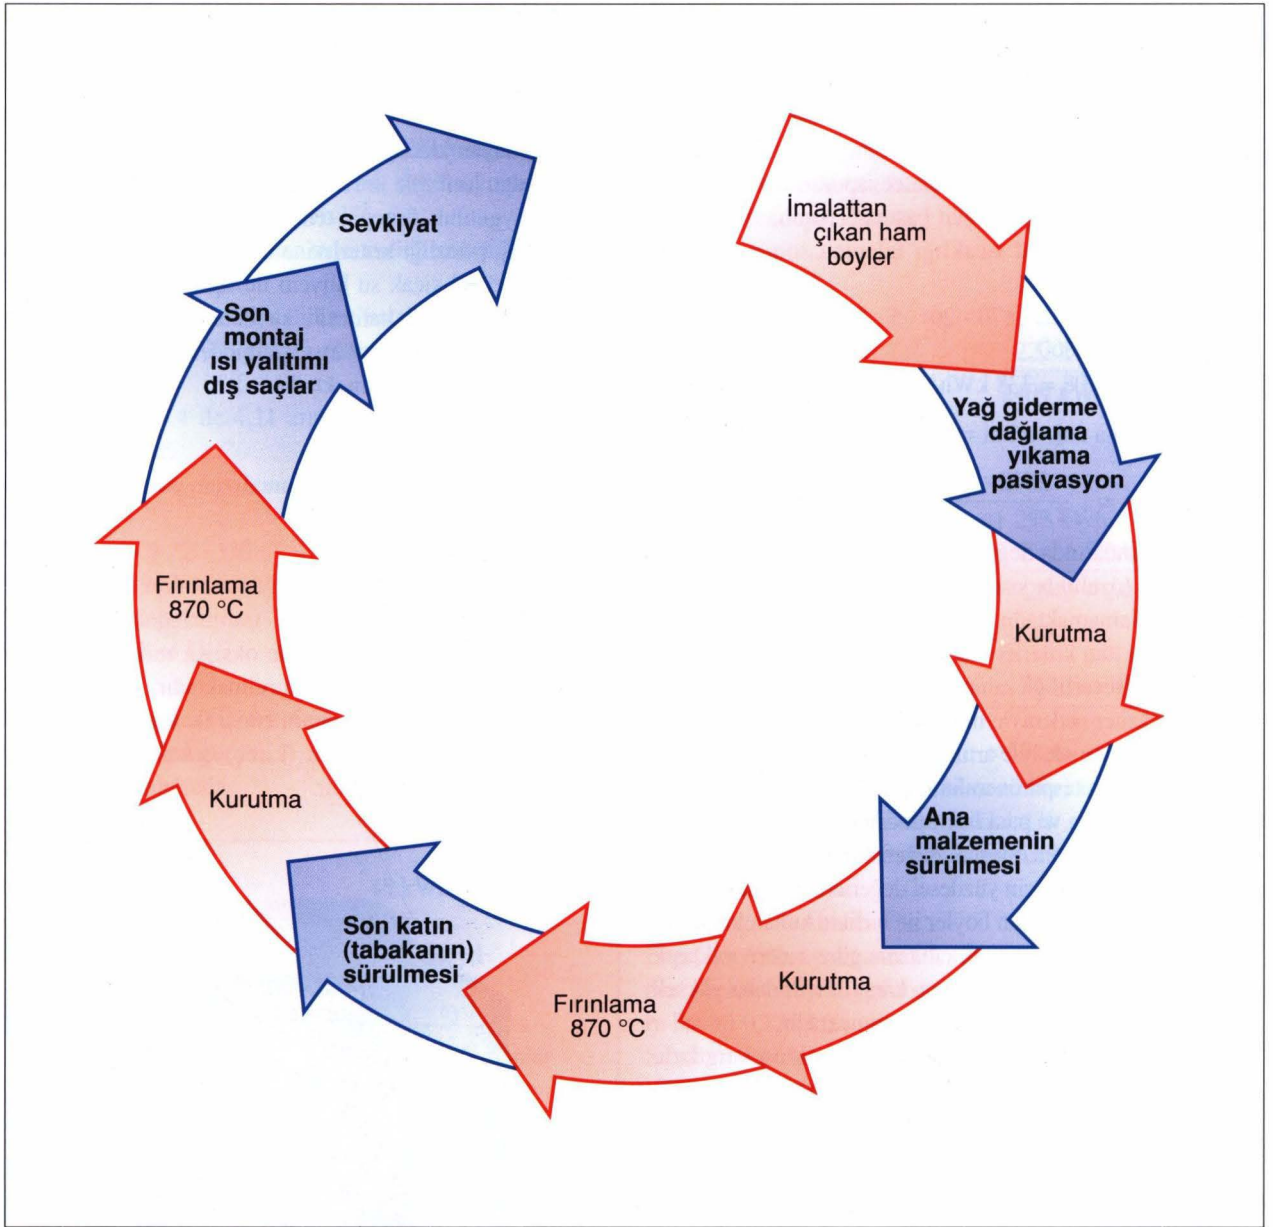 İmalattan
çıkan ham
boyler
Yağ giderme
dağlama
yıkama
pasivasyon
Kurutma
Ana
malzemenin
sürülmesi
Kurutma
Fırınlama
870 °C
Son katın
(tabakanın)
sürülmesi
Kurutma
Fırınlama
870 °C
Son
montaj
ısı yalıtımı
dış saçlar
Sevkiyat